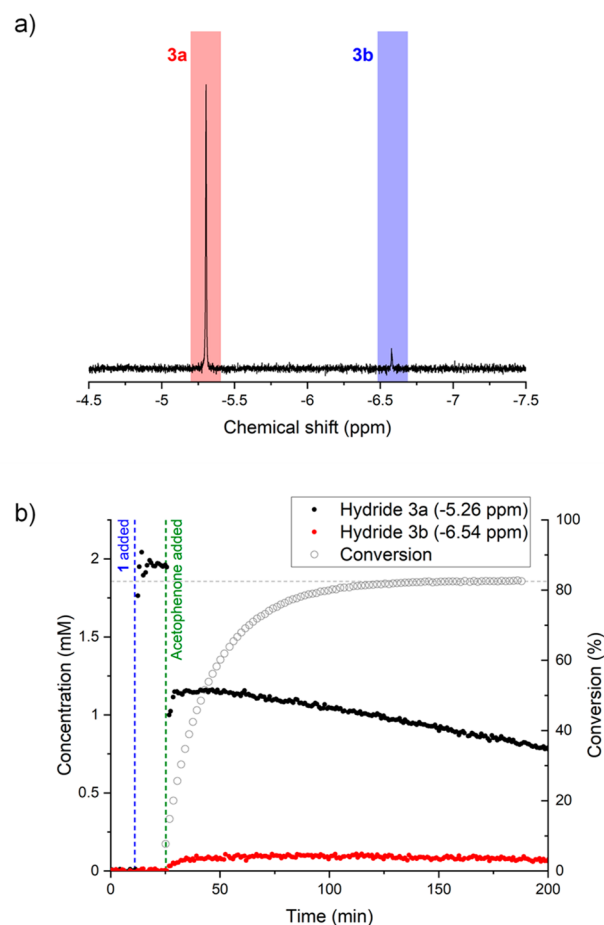 a)
3a
3b
-4.5 -5 -5.5 -6 -6.5 -7 -7.5
Chemical shift (ppm)
b)
Hydride 3a (-5.26 ppm)
Hydride 3b (-6.54 ppm)
Conversion
1 added
Acetophenone added
Concentration (mM)
2
1.5
1
0.5
0
100
80
60
40
20
0
Conversion (%)
0 50 100 150 200
Time (min)